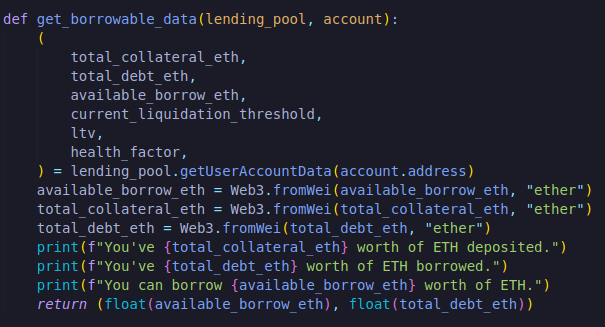 def get_borrowable_data(lending_pool, account):
    (
        total_collateral_eth,
        total_debt_eth,
        available_borrow_eth,
        current_liquidation_threshold,
        ltv,
        health_factor,
    ) = lending_pool.getUserAccountData(account.address)
    available_borrow_eth = Web3.fromWei(available_borrow_eth, "ether")
    total_collateral_eth = Web3.fromWei(total_collateral_eth, "ether")
    total_debt_eth = Web3.fromWei(total_debt_eth, "ether")
    print(f"You've {total_collateral_eth} worth of ETH deposited.")
    print(f"You've {total_debt_eth} worth of ETH borrowed.")
    print(f"You can borrow {available_borrow_eth} worth of ETH.")
    return (float(available_borrow_eth), float(total_debt_eth))